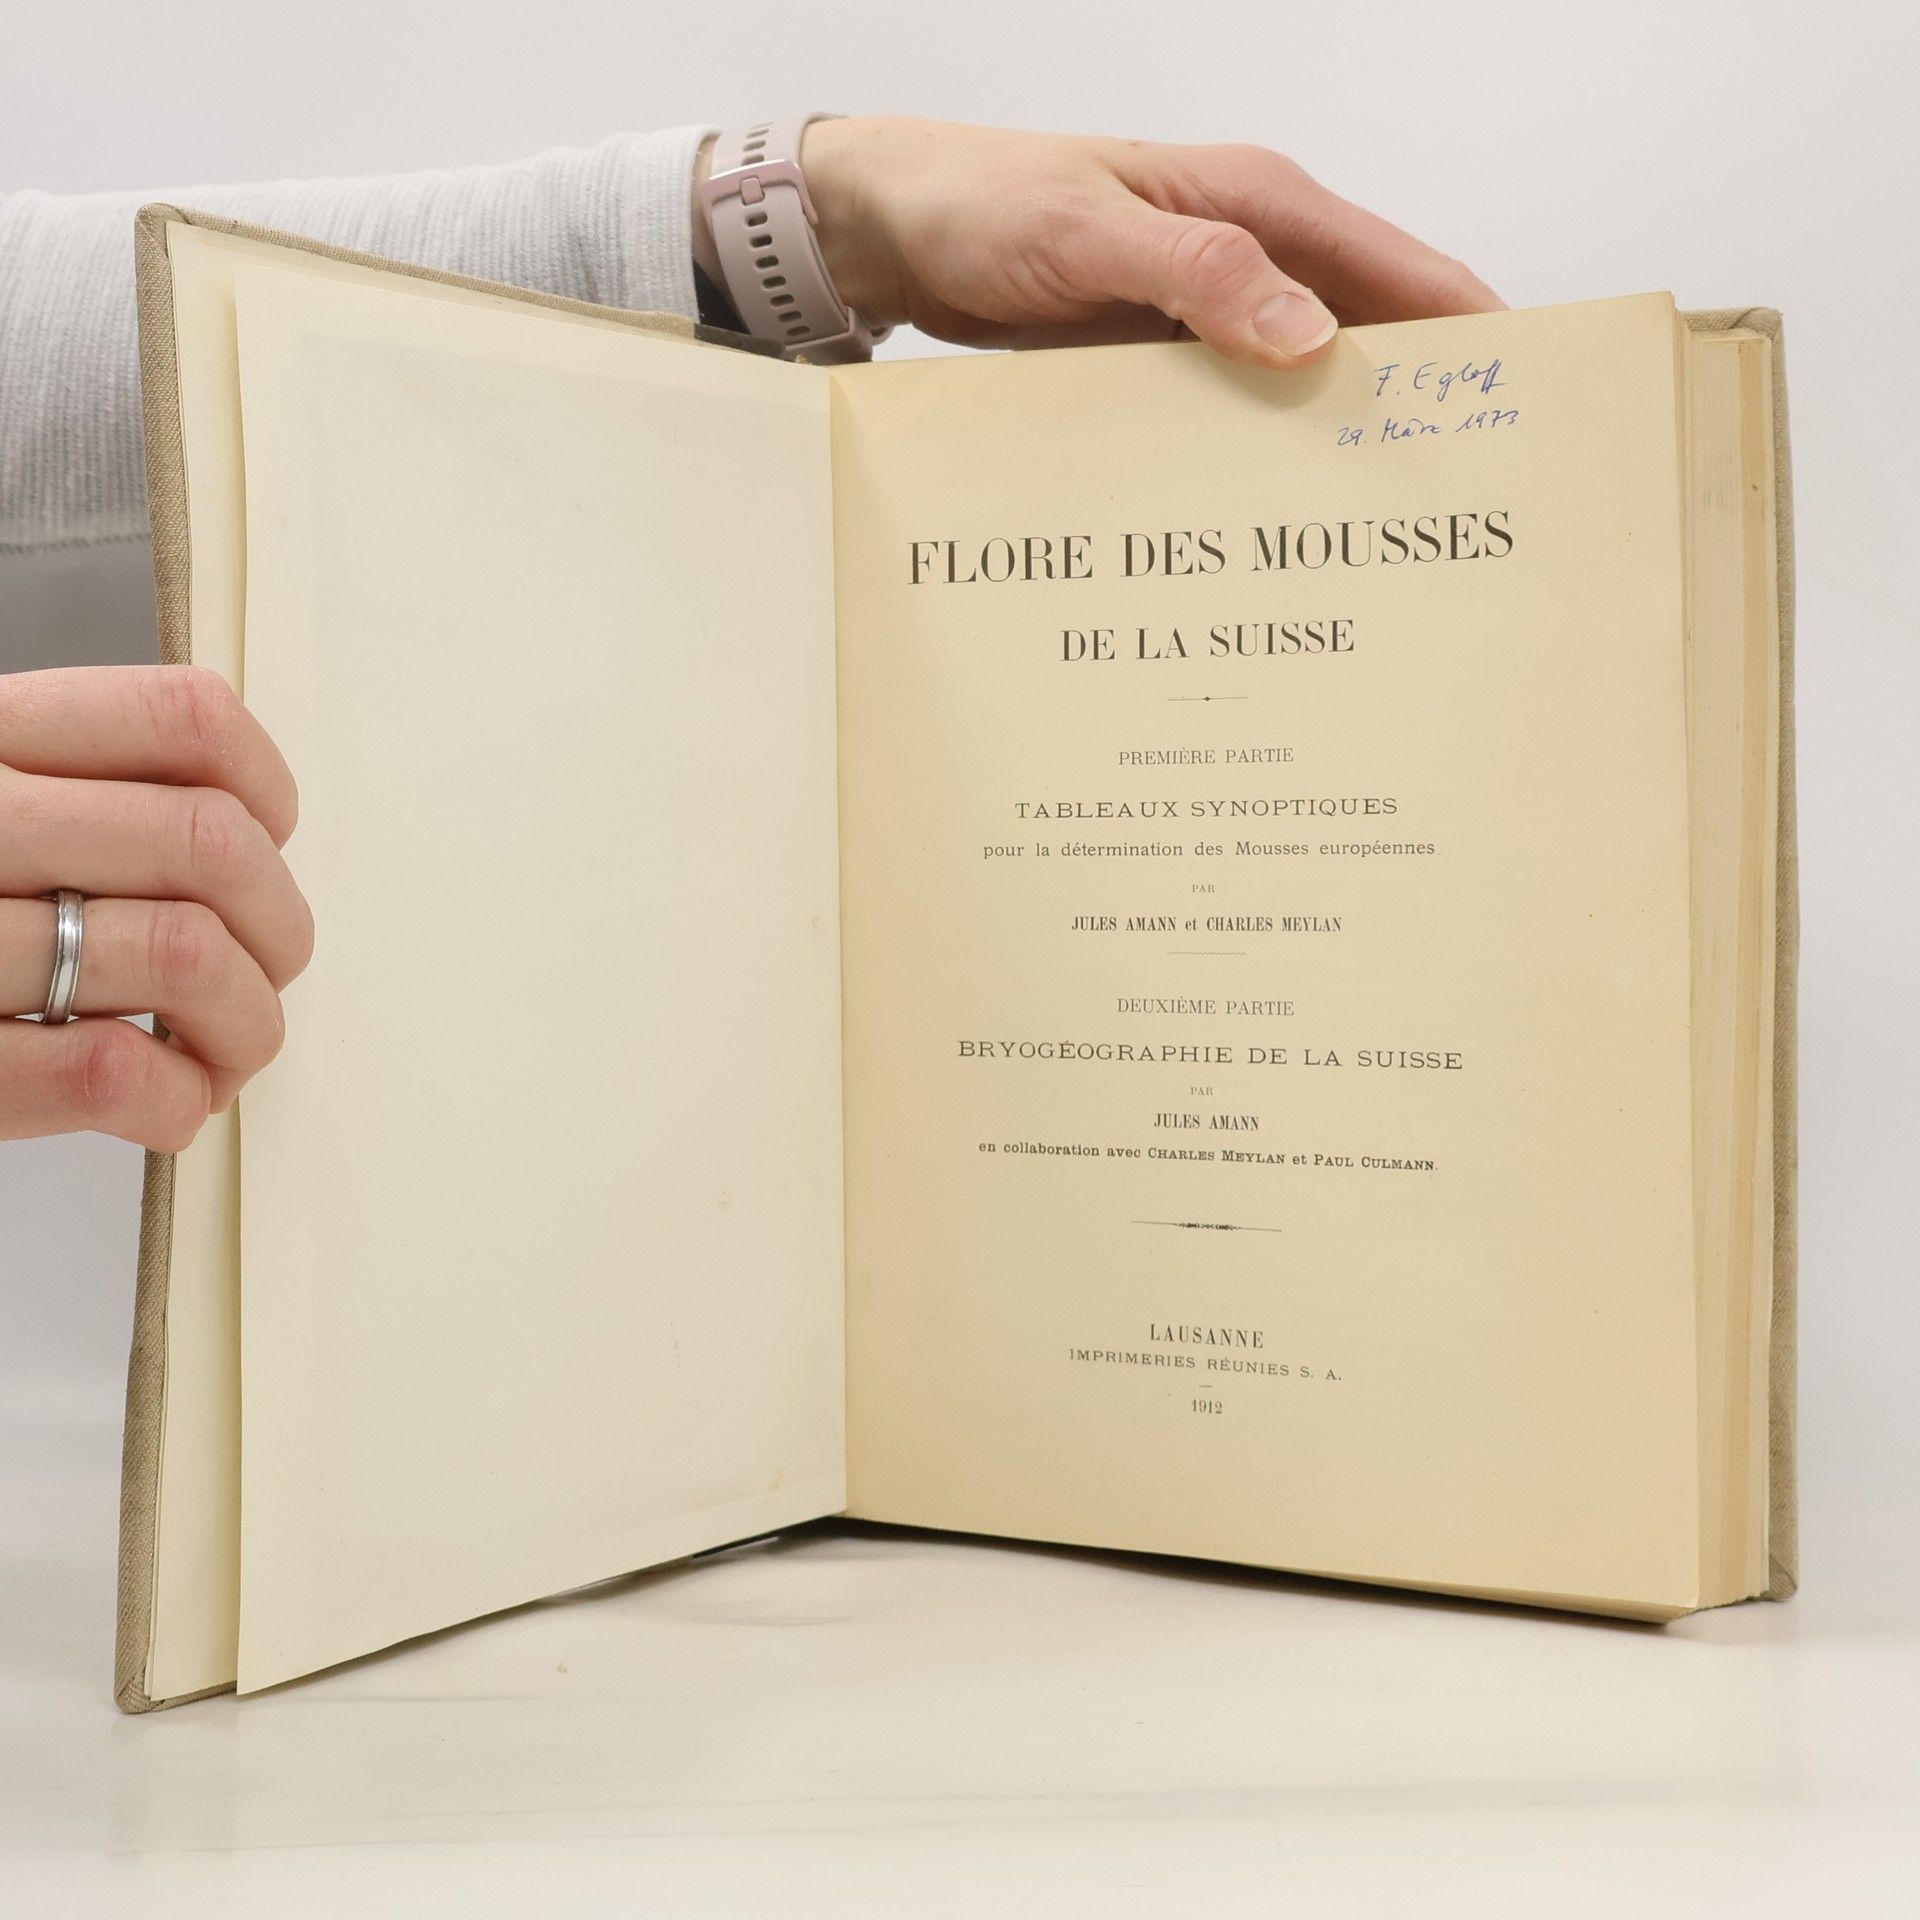 F. Egloff
29. März 1973
FLORE DES MOUSSES
DE LA SUISSE
PREMIÈRE PARTIE
TABLEAUX SYNOPTIQUES
pour la détermination des Mousses européennes
PAR
JULES AMANN et CHARLES MEYLAN
DEUXIÈME PARTIE
BRYOGÉOGRAPHIE DE LA SUISSE
PAR
JULES AMANN
en collaboration avec CHARLES MEYLAN et PAUL CULMANN.
LAUSANNE
IMPRIMERIES RÉUNIES S. A.
1912